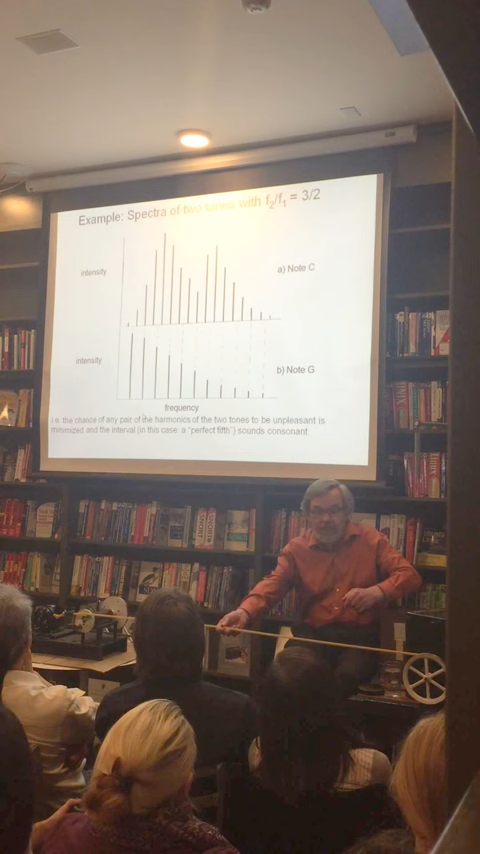 Example: Spectra of two tones with f₂/f₁ = 3/2
intensity
a) Note C
intensity
b) Note G
frequency
i.e. the chance of any pair of the harmonics of the two tones to be unpleasant is
minimized and the interval (in this case: a "perfect fifth") sounds consonant